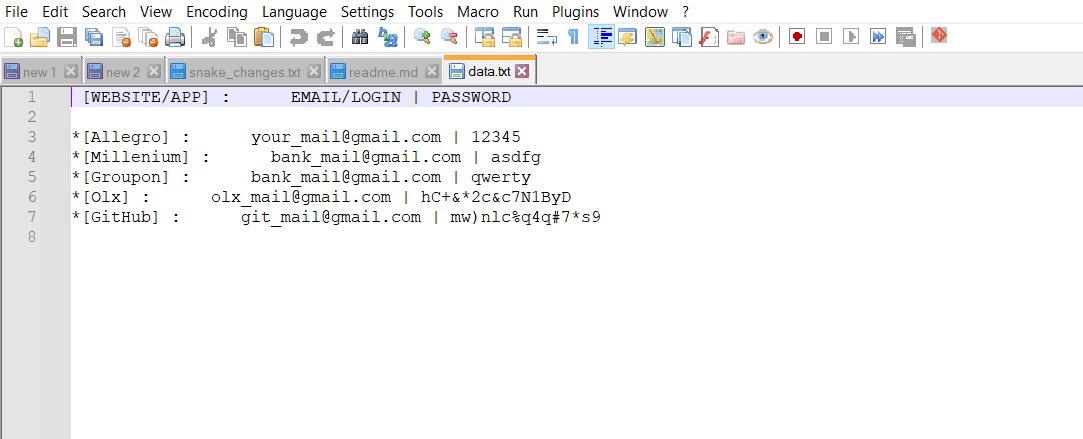 File Edit Search View Encoding Language Settings Tools Macro Run Plugins Window ?
new 1 new 2 snake_changes.txt readme.md data.txt
1 [WEBSITE/APP] : EMAIL/LOGIN | PASSWORD
2
3 *[Allegro] : your_mail@gmail.com | 12345
4 *[Millenium] : bank_mail@gmail.com | asdfg
5 *[Groupon] : bank_mail@gmail.com | qwerty
6 *[Olx] : olx_mail@gmail.com | hC+&*2c&c7N1ByD
7 *[GitHub] : git_mail@gmail.com | mw)nlc%q4q#7*s9
8